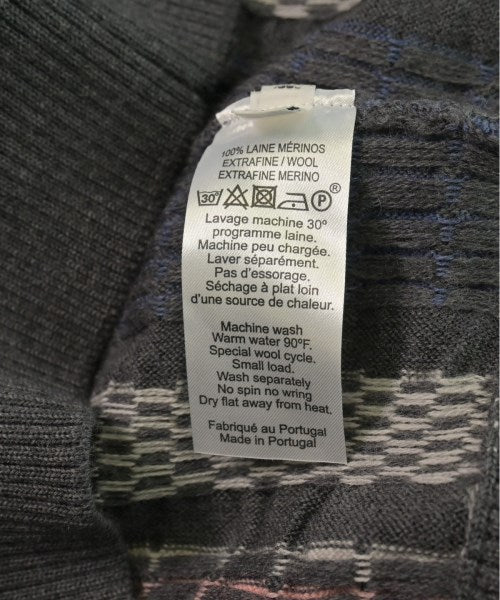 100% LAINE MÉRINOS
EXTRAFINE / WOOL
EXTRAFINE MERINO
30° P ®
Lavage machine 30º
programme laine.
Machine peu chargée.
Laver séparément.
Pas d'essorage.
Séchage à plat loin
d'une source de chaleur.
Machine wash
Warm water 90ºF.
Special wool cycle.
Small load.
Wash separately
No spin no wring
Dry flat away from heat.
Fabriqué au Portugal
Made in Portugal